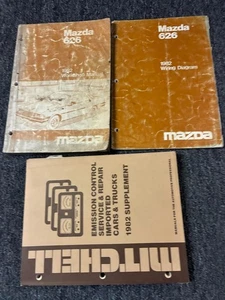 Mazda
626
mazda
Mazda
626
1982
Wiring Diagram
mazda
MITCHELL
EMISSION CONTROL
SERVICE & REPAIR
IMPORTED
CARS & TRUCKS
1982 SUPPLEMENT